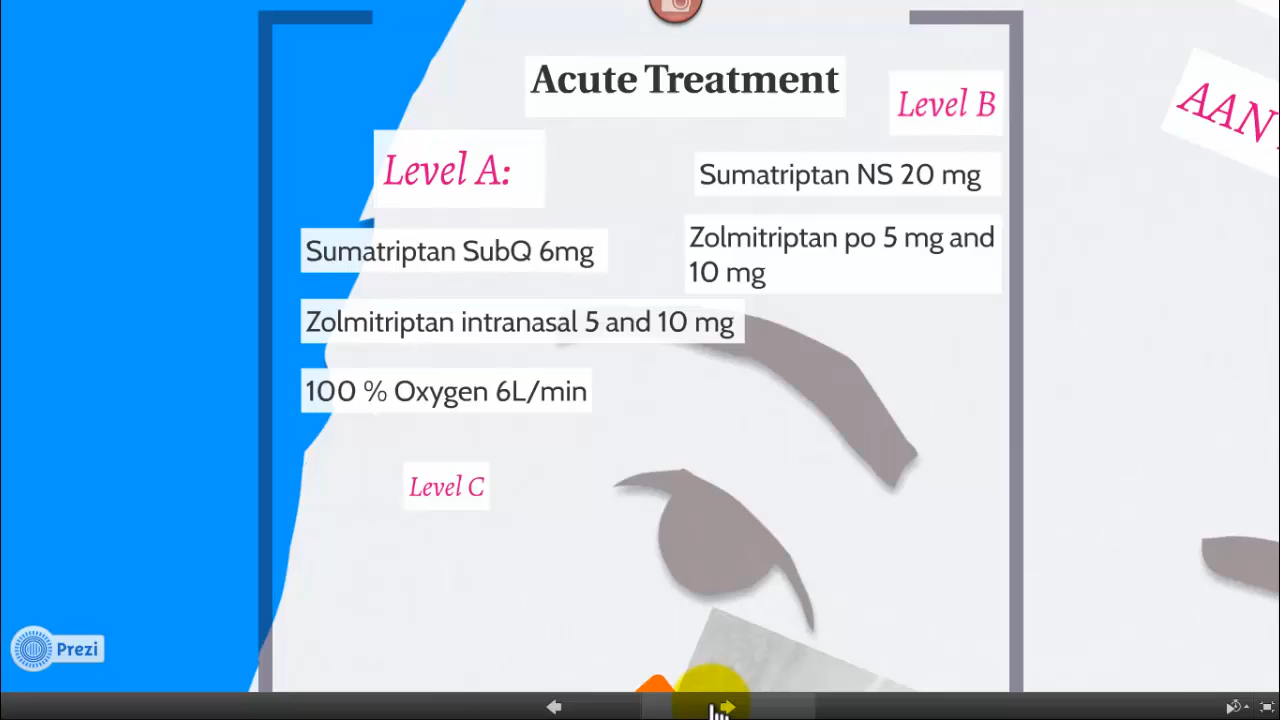 Acute Treatment
Level A:
Sumatriptan SubQ 6mg
Zolmitriptan intranasal 5 and 10 mg
100 % Oxygen 6L/min
Level B
Sumatriptan NS 20 mg
Zolmitriptan po 5 mg and
10 mg
Level C
AAN
Prezi